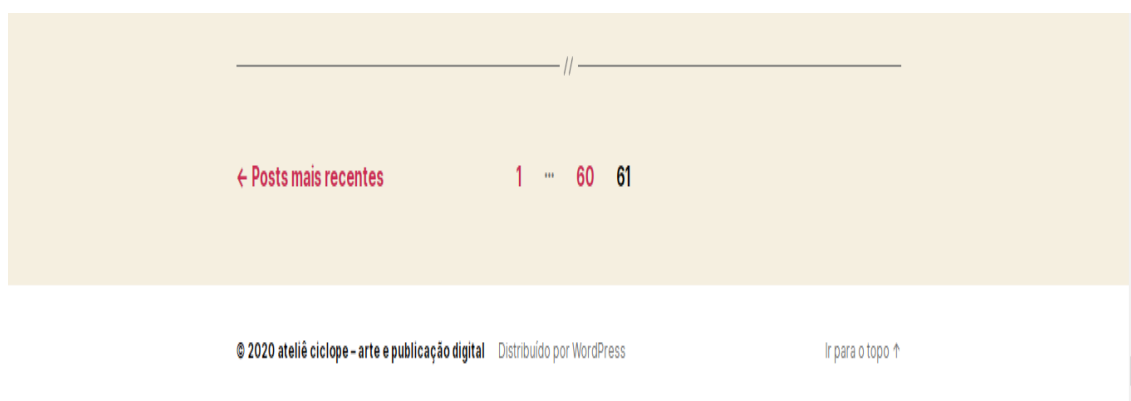 //
← Posts mais recentes 1 … 60 61
© 2020 ateliê ciclope – arte e publicação digital Distribuído por WordPress Ir para o topo ↑